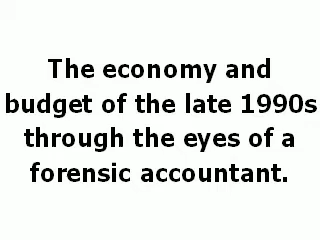 The economy and
budget of the late 1990s
through the eyes of a
forensic accountant.